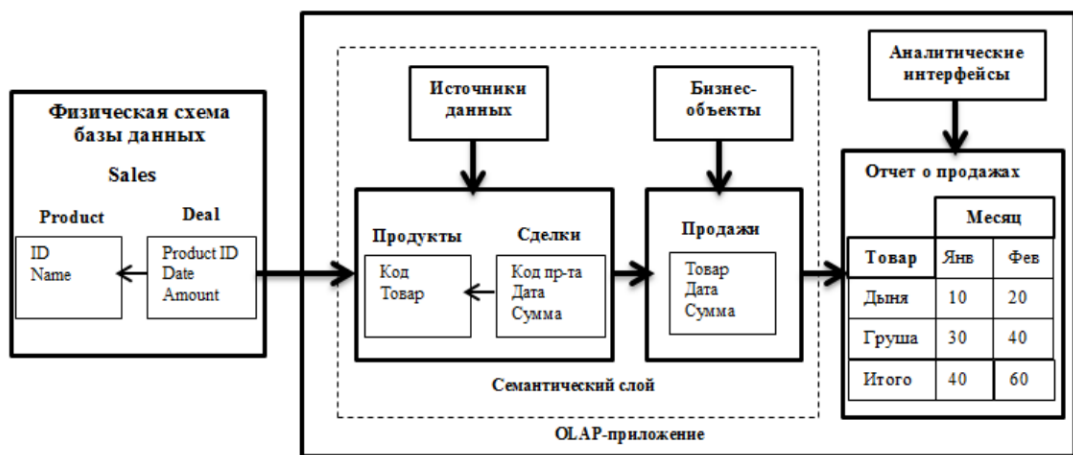 Физическая схема
базы данных
Sales
Product
Deal
ID
Name
Product ID
Date
Amount
Источники
данных
Бизнес-
объекты
Аналитические
интерфейсы
Продукты
Сделки
Код
Товар
Код пр-та
Дата
Сумма
Продажи
Товар
Дата
Сумма
Отчет о продажах
Месяц
Товар Янв Фев
Дыня 10 20
Груша 30 40
Итого 40 60
Семантический слой
OLAP-приложение